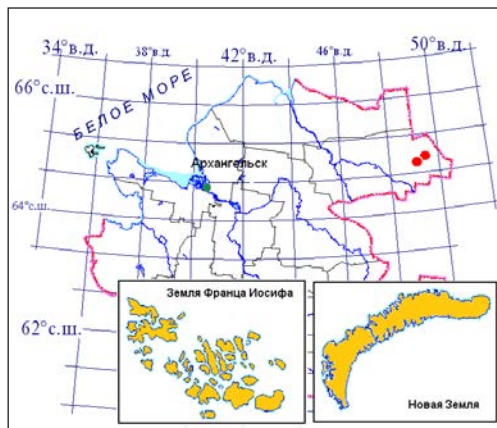 34°в.д.
38°в.д.
42°в.д.
46°в.д.
50°в.д.
66°с.ш.
БЕЛОЕ МОРЕ
Архангельск
64°с.ш.
62°с.ш.
Земля Франца Иосифа
Новая Земля